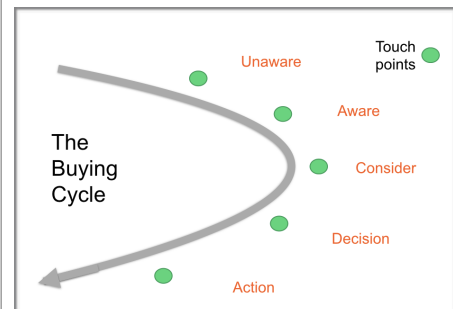 Unaware
Touch
points
Aware
The
Buying
Cycle
Consider
Decision
Action